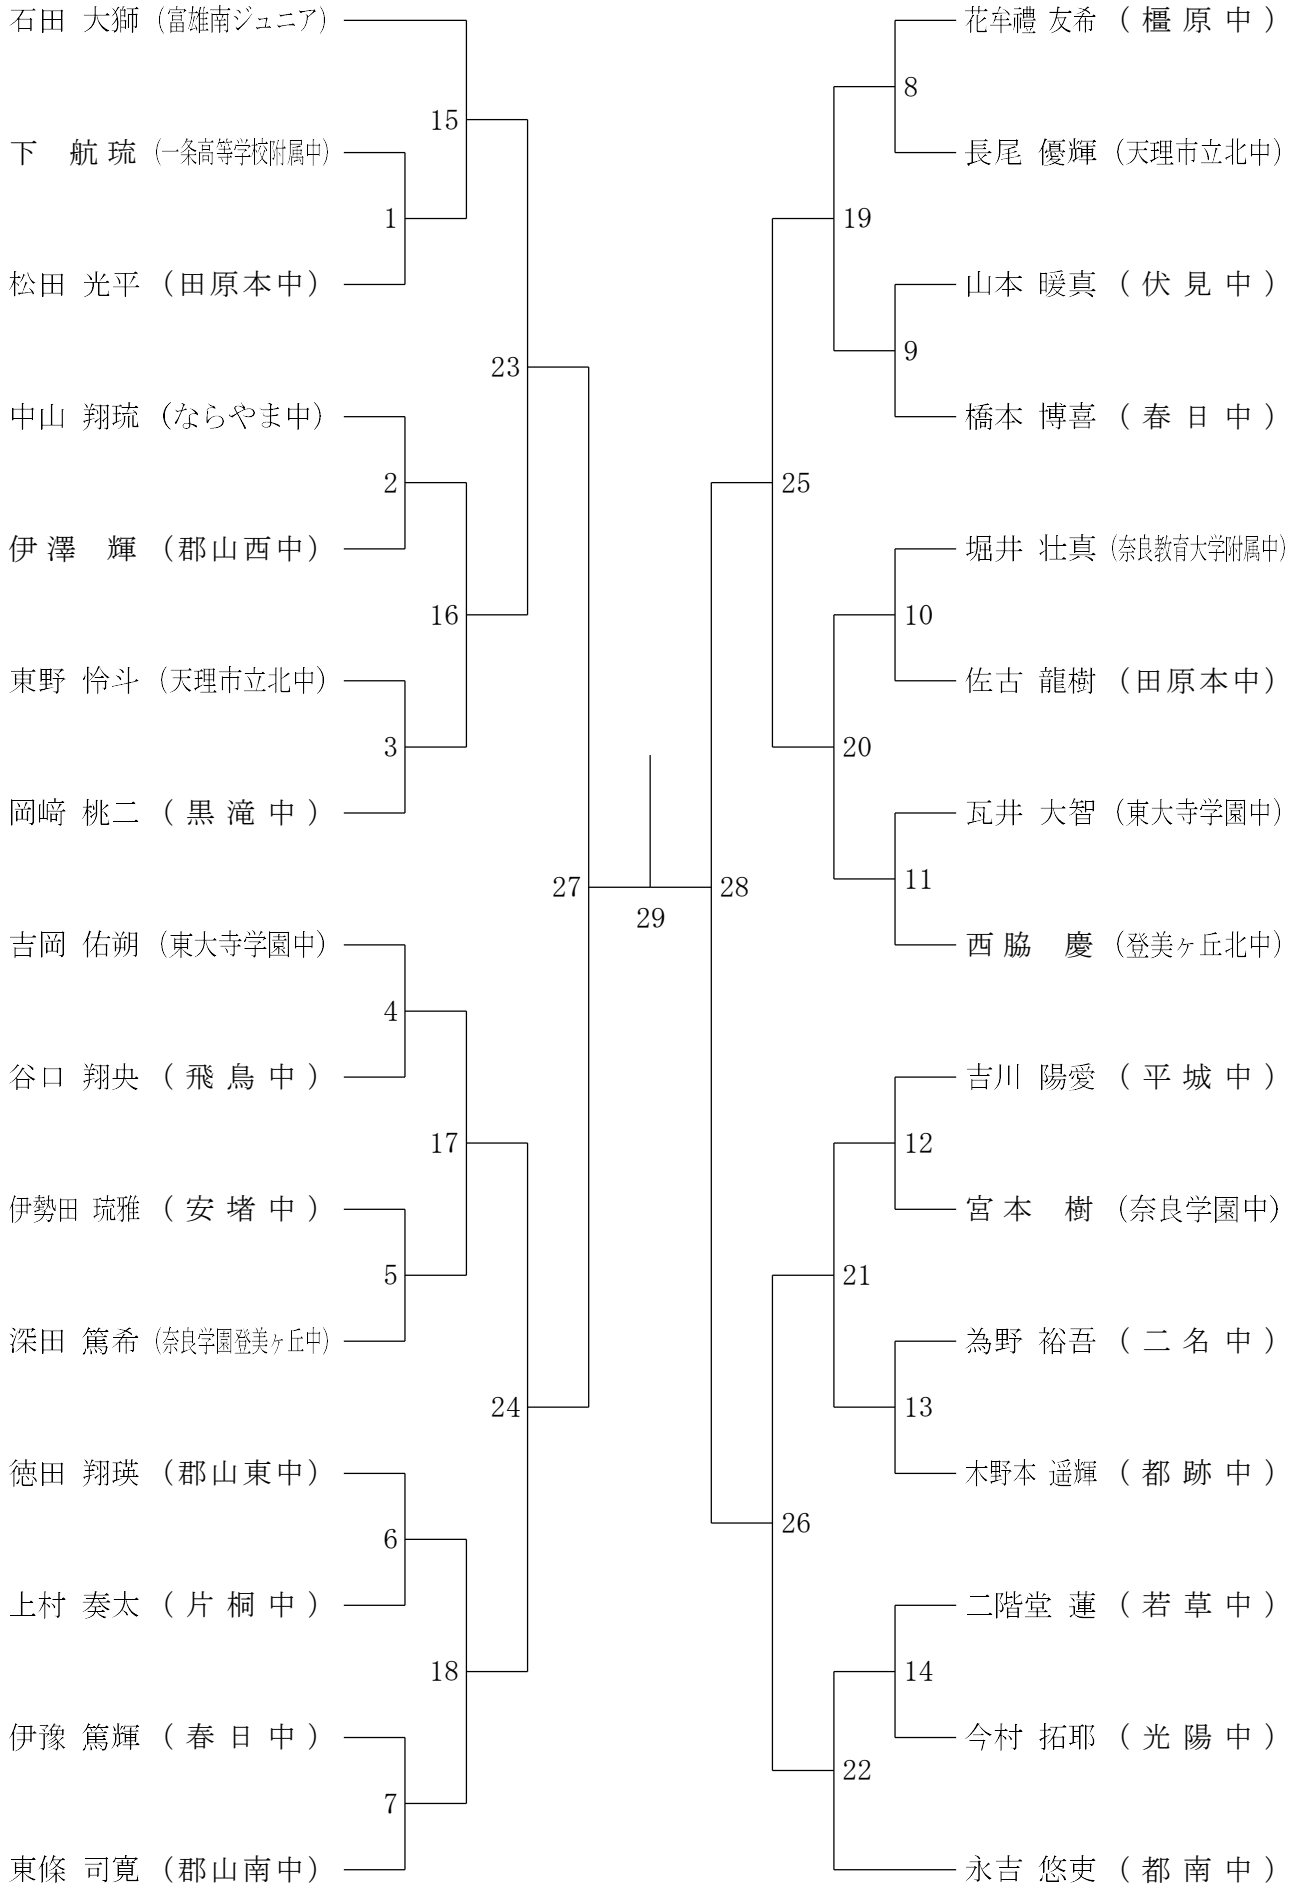 石田 大獅 (富雄南ジュニア)
15
下 航琉 (一条高等学校附属中)
1
松田 光平 (田原本中)
23
中山 翔琉 (ならやま中)
2
伊澤 輝 (郡山西中)
16
東野 怜斗 (天理市立北中)
3
岡﨑 桃二 (黒滝中)
27
吉岡 佑朔 (東大寺学園中)
4
谷口 翔央 (飛鳥中)
17
伊勢田 琉雅 (安堵中)
5
深田 篤希 (奈良学園登美ヶ丘中)
24
徳田 翔瑛 (郡山東中)
6
上村 奏太 (片桐中)
18
伊豫 篤輝 (春日中)
7
東條 司寛 (郡山南中)
29
花牟禮 友希 (橿原中)
8
長尾 優輝 (天理市立北中)
19
山本 暖真 (伏見中)
9
橋本 博喜 (春日中)
25
堀井 壮真 (奈良教育大学附属中)
10
佐古 龍樹 (田原本中)
20
瓦井 大智 (東大寺学園中)
11
28
西脇 慶 (登美ヶ丘北中)
吉川 陽愛 (平城中)
12
宮本 樹 (奈良学園中)
21
為野 裕吾 (二名中)
13
木野本 遥輝 (都跡中)
26
二階堂 蓮 (若草中)
14
今村 拓耶 (光陽中)
22
永吉 悠吏 (都南中)